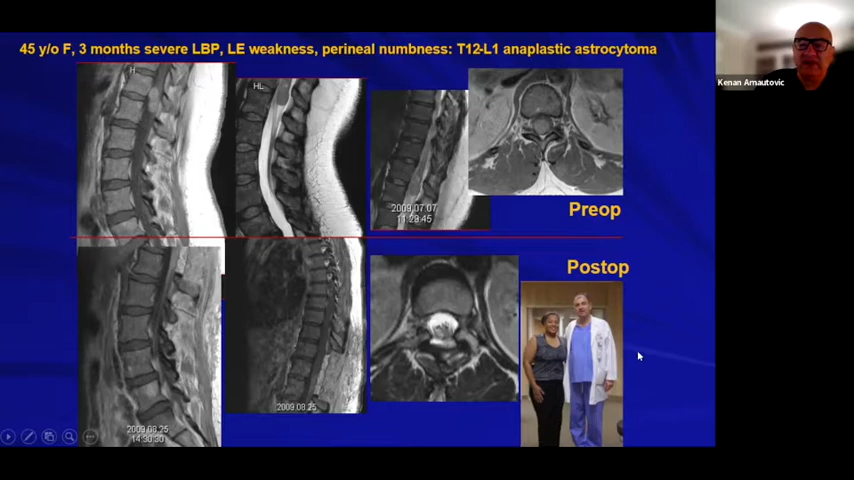 45 y/o F, 3 months severe LBP, LE weakness, perineal numbness: T12-L1 anaplastic astrocytoma
Kenan Arnautovic
H
HL
2009.07.07
11:29:45
Preop
Postop
2009.08.25
14:30:30
2009.08.25